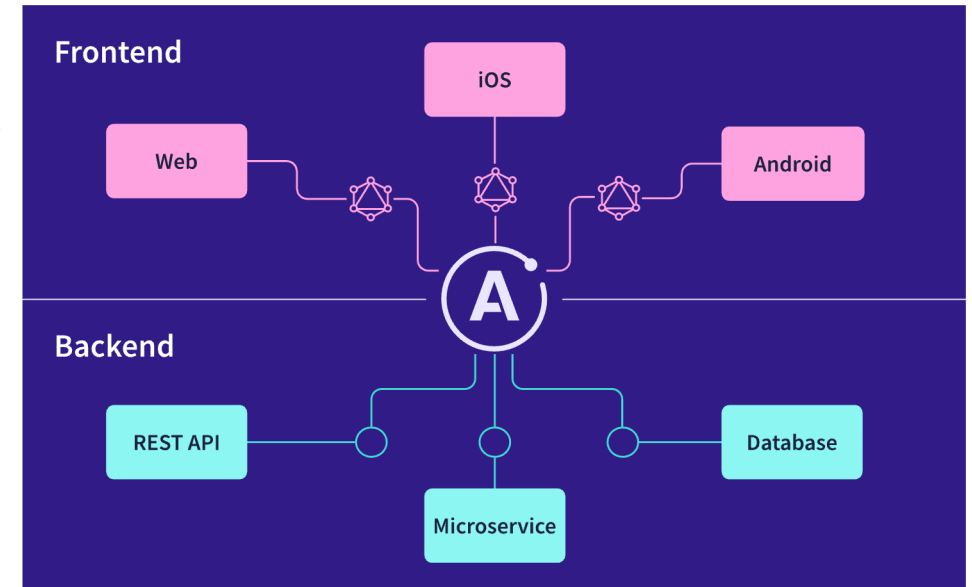 Frontend
iOS
Web
Android
A
Backend
REST API
Database
Microservice